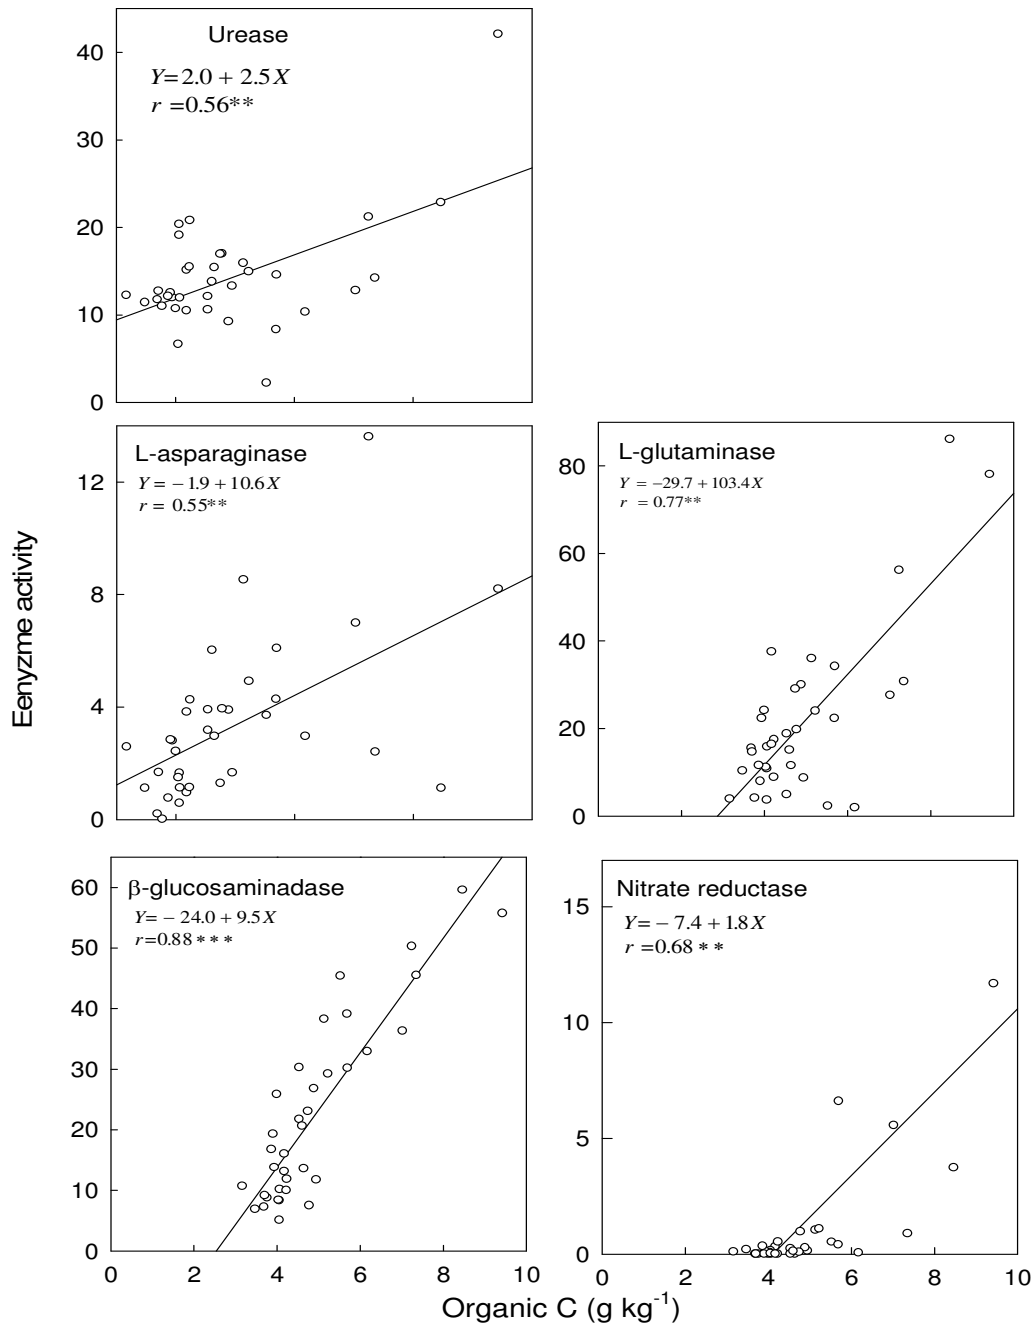 Urease
Y=2.0 + 2.5X
r =0.56**
40
30
20
10
0
L-asparaginase
Y = −1.9 + 10.6X
r = 0.55**
12
8
4
0
L-glutaminase
Y = −29.7 + 103.4X
r = 0.77**
80
60
40
20
0
Eenyzme activity
β-glucosaminadase
Y= − 24.0 + 9.5X
r=0.88 ***
60
50
40
30
20
10
0
0 2 4 6 8 10
Nitrate reductase
Y= − 7.4 + 1.8X
r =0.68 **
15
10
5
0
0 2 4 6 8 10
Organic C (g kg⁻¹)